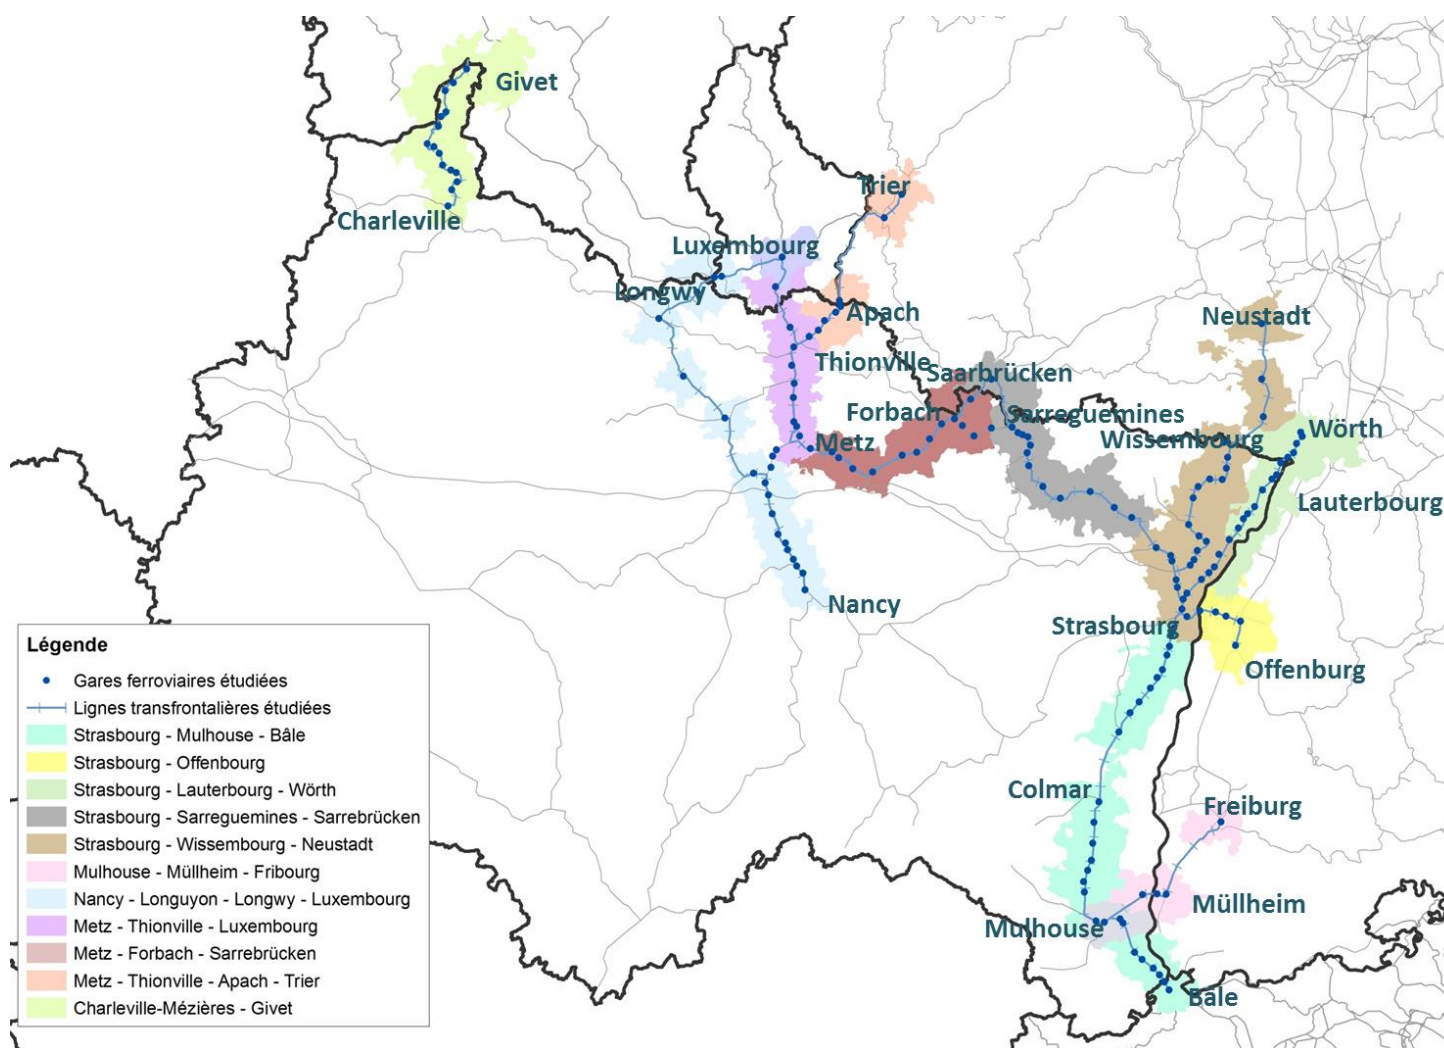 Givet
Trier
Charleville
Luxembourg
Longwy
Apach
Neustadt
Thionville
Saarbrücken
Forbach
Sarreguemines
Wörth
Metz
Wissembourg
Lauterbourg
Nancy
Strasbourg
Offenburg
Colmar
Freiburg
Müllheim
Mulhouse
Bâle
Légende
Gares ferroviaires étudiées
Lignes transfrontalières étudiées
Strasbourg - Mulhouse - Bâle
Strasbourg - Offenbourg
Strasbourg - Lauterbourg - Wörth
Strasbourg - Sarreguemines - Sarrebrücken
Strasbourg - Wissembourg - Neustadt
Mulhouse - Müllheim - Fribourg
Nancy - Longuyon - Longwy - Luxembourg
Metz - Thionville - Luxembourg
Metz - Forbach - Sarrebrücken
Metz - Thionville - Apach - Trier
Charleville-Mézières - Givet